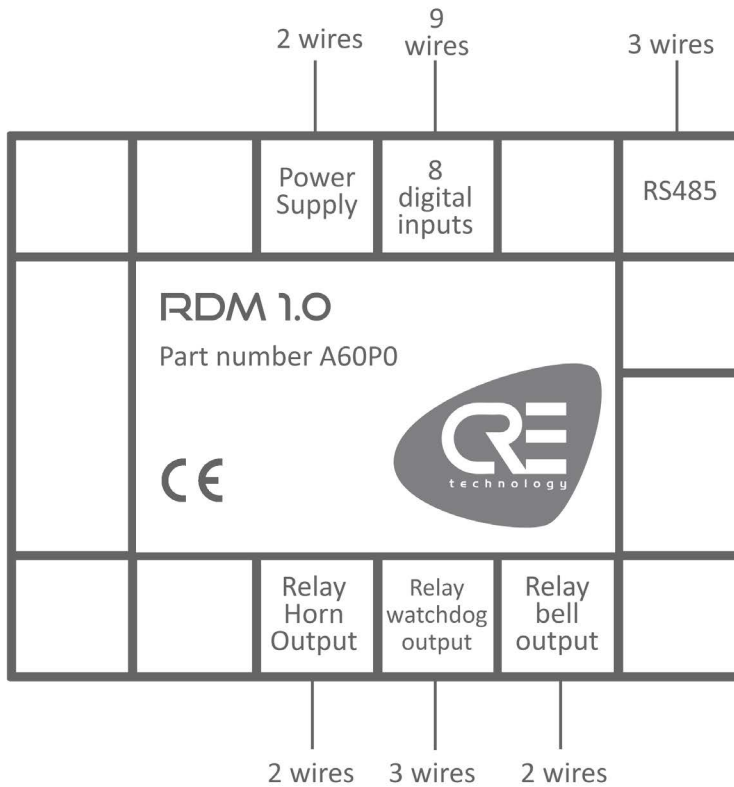 2 wires
9
wires
3 wires
Power
Supply
8
digital
inputs
RS485
RDM 1.0
Part number A60P0
CE
CRE
technology
Relay
Horn
Output
Relay
watchdog
output
Relay
bell
output
2 wires
3 wires
2 wires